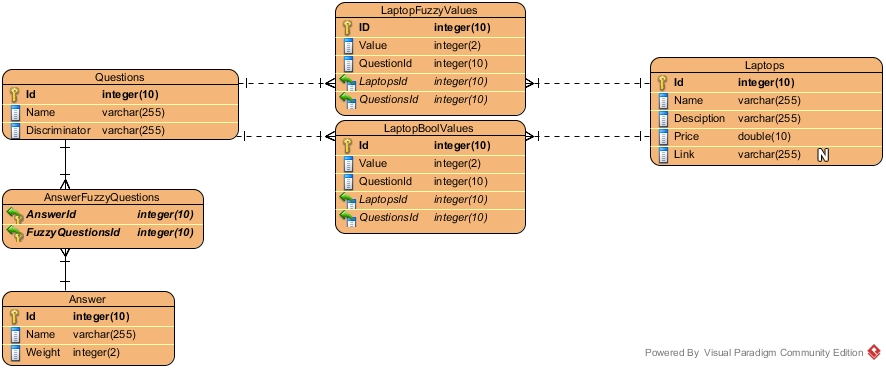 LaptopFuzzyValues
ID integer(10)
Value integer(2)
QuestionId integer(10)
LaptopsId integer(10)
QuestionsId integer(10)
Questions
Id integer(10)
Name varchar(255)
Discriminator varchar(255)
Laptops
Id integer(10)
Name varchar(255)
Desciption varchar(255)
Price double(10)
Link varchar(255) N
LaptopBoolValues
Id integer(10)
Value integer(2)
QuestionId integer(10)
LaptopsId integer(10)
QuestionsId integer(10)
AnswerFuzzyQuestions
AnswerId integer(10)
FuzzyQuestionsId integer(10)
Answer
Id integer(10)
Name varchar(255)
Weight integer(2)
Powered By Visual Paradigm Community Edition